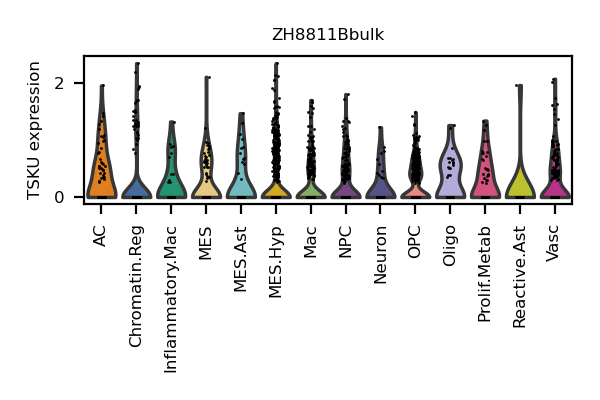 ZH8811Bbulk
TSKU expression
2
0
AC
Chromatin.Reg
Inflammatory.Mac
MES
MES.Ast
MES.Hyp
Mac
NPC
Neuron
OPC
Oligo
Prolif.Metab
Reactive.Ast
Vasc